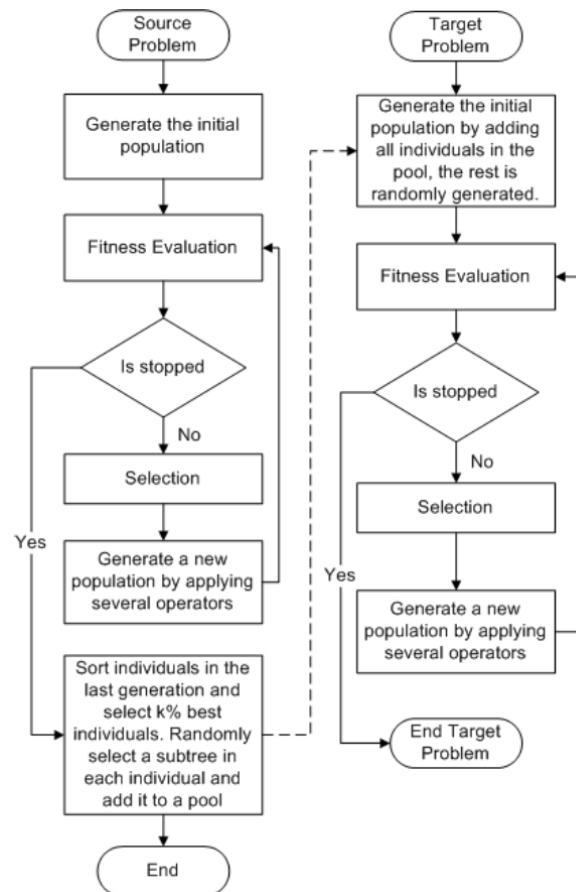 Source
Problem
Generate the initial
population
Fitness Evaluation
Is stopped
No
Selection
Yes
Generate a new
population by applying
several operators
Sort individuals in the
last generation and
select k% best
individuals. Randomly
select a subtree in
each individual and
add it to a pool
End
Target
Problem
Generate the initial
population by adding
all individuals in the
pool, the rest is
randomly generated.
Fitness Evaluation
Is stopped
No
Selection
Yes
Generate a new
population by applying
several operators
End Target
Problem